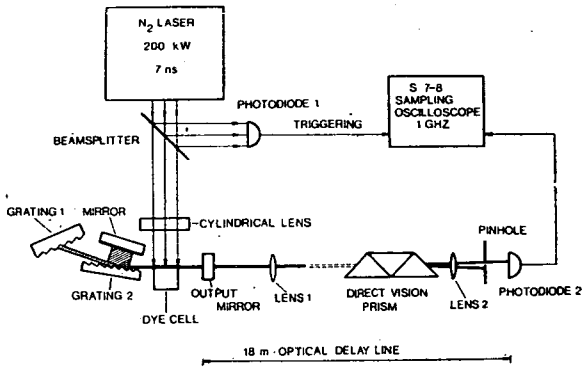 N2 LASER
200 kW
7 ns
PHOTODIODE 1
TRIGGERING
S 7-8
SAMPLING
OSCILLOSCOPE
1 GHZ
BEAMSPLITTER
GRATING 1
MIRROR
CYLINDRICAL LENS
PINHOLE
GRATING 2
OUTPUT
MIRROR
LENS 1
DIRECT VISION
PRISM
LENS 2
PHOTODIODE 2
DYE CELL
18 m · OPTICAL DELAY LINE